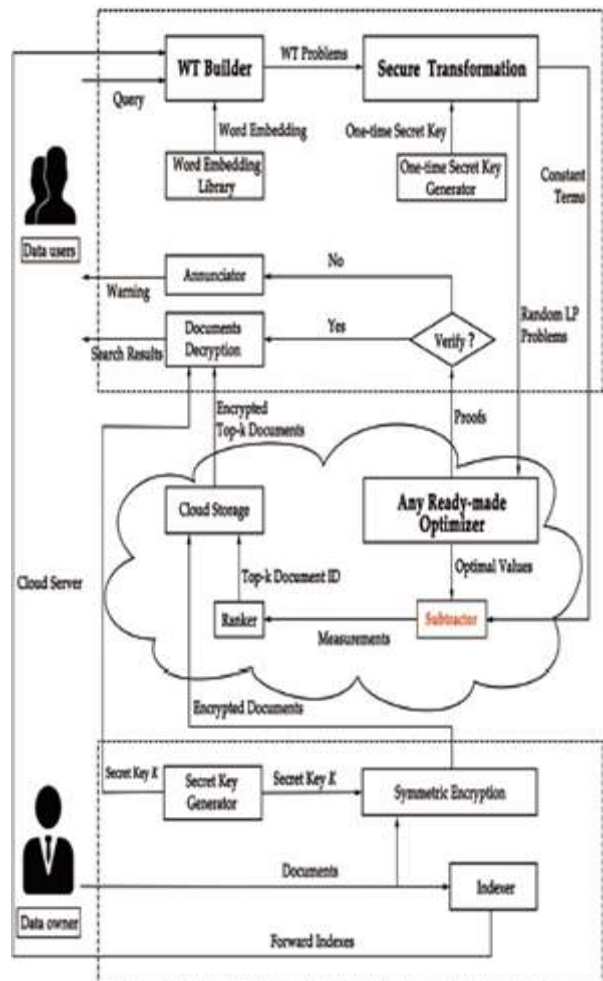 WT Builder
WT Problems
Secure Transformation
Query
Word Embedding
One-time Secret Key
Word Embedding
Library
One-time Secret Key
Generator
Constant
Terms
Data users
Annunciator
No
Warning
Documents
Decryption
Yes
Verify ?
Random LP
Problems
Search Results
Encrypted
Top-k Documents
Proofs
Cloud Storage
Any Ready-made
Optimizer
Cloud Server
Top-k Document ID
Optimal Values
Ranker
Measurements
Subtractor
Encrypted Documents
Secret Key K
Secret Key
Generator
Secret Key K
Symmetric Encryption
Documents
Indexer
Data owner
Forward Indexes